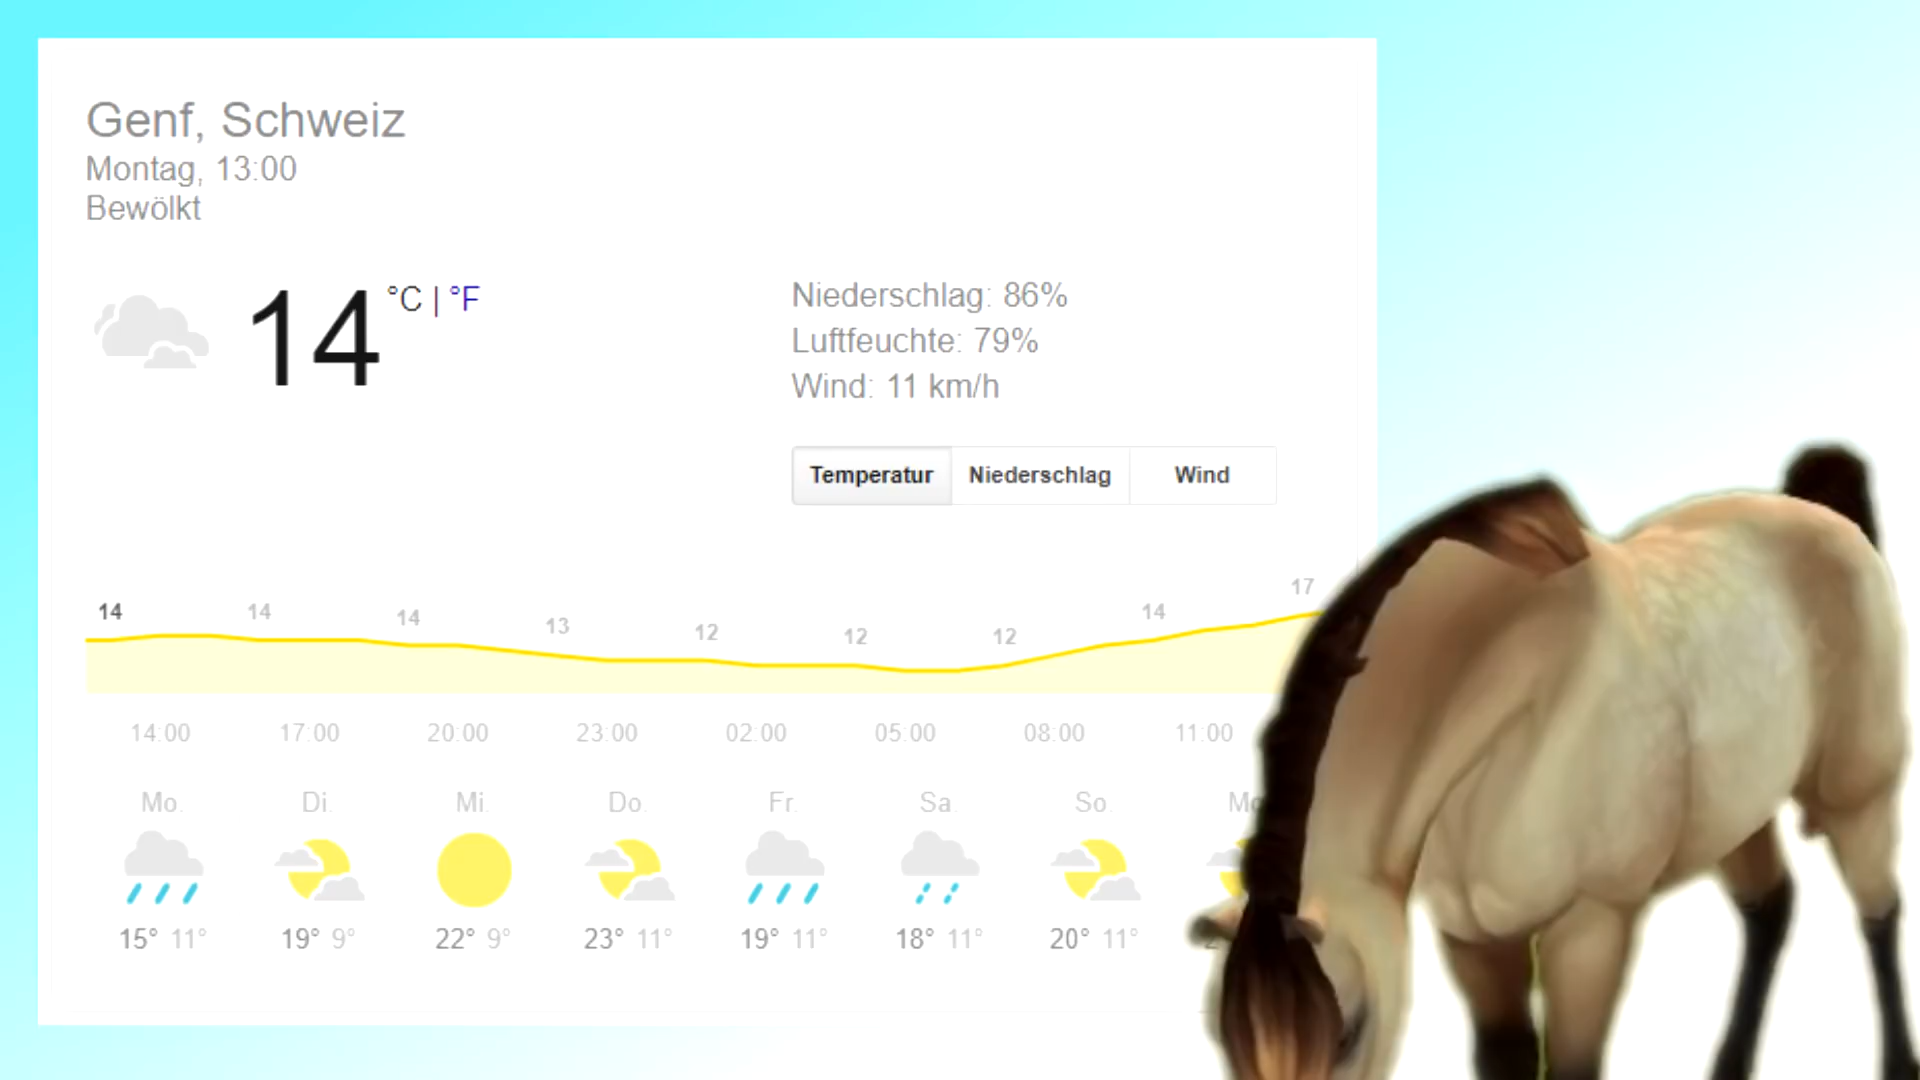 Genf, Schweiz
Montag, 13:00
Bewölkt
14 °C | °F
Niederschlag: 86%
Luftfeuchte: 79%
Wind: 11 km/h
Temperatur Niederschlag Wind
14 14 14 13 12 12 12 14 17
14:00 17:00 20:00 23:00 02:00 05:00 08:00 11:00
Mo. Di. Mi. Do. Fr. Sa. So.
15° 11° 19° 9° 22° 9° 23° 11° 19° 11° 18° 11° 20° 11°